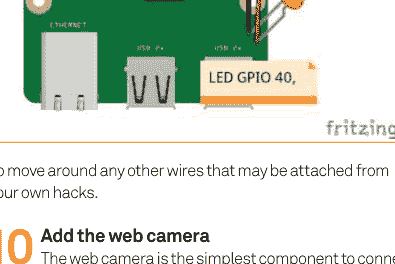 ETHERNET
USB 2x
USB 2x
LED GPIO 40,
fritzing
o move around any other wires that may be attached from
our own hacks.
0 Add the web camera
The web camera is the simplest component to conne